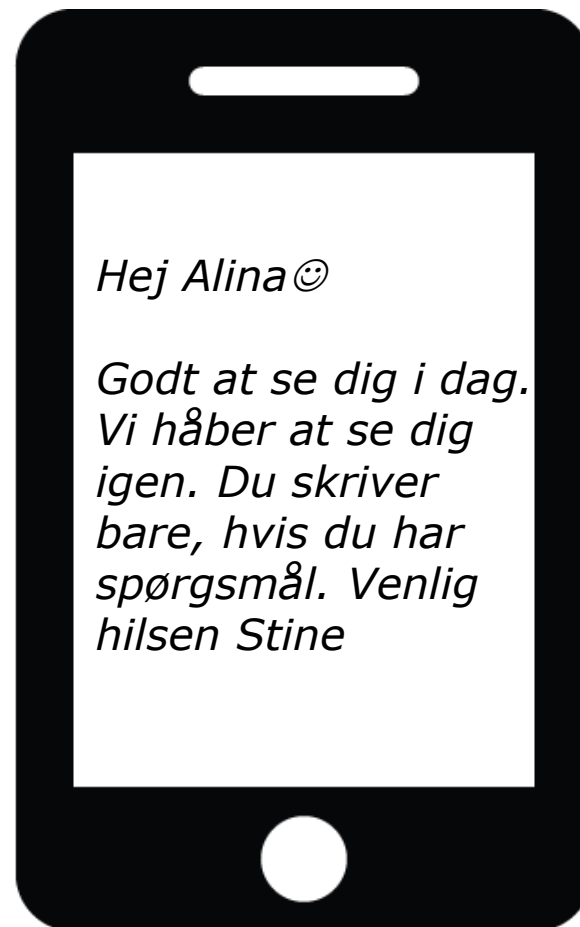 Hej Alina☺
Godt at se dig i dag.
Vi håber at se dig
igen. Du skriver
bare, hvis du har
spørgsmål. Venlig
hilsen Stine